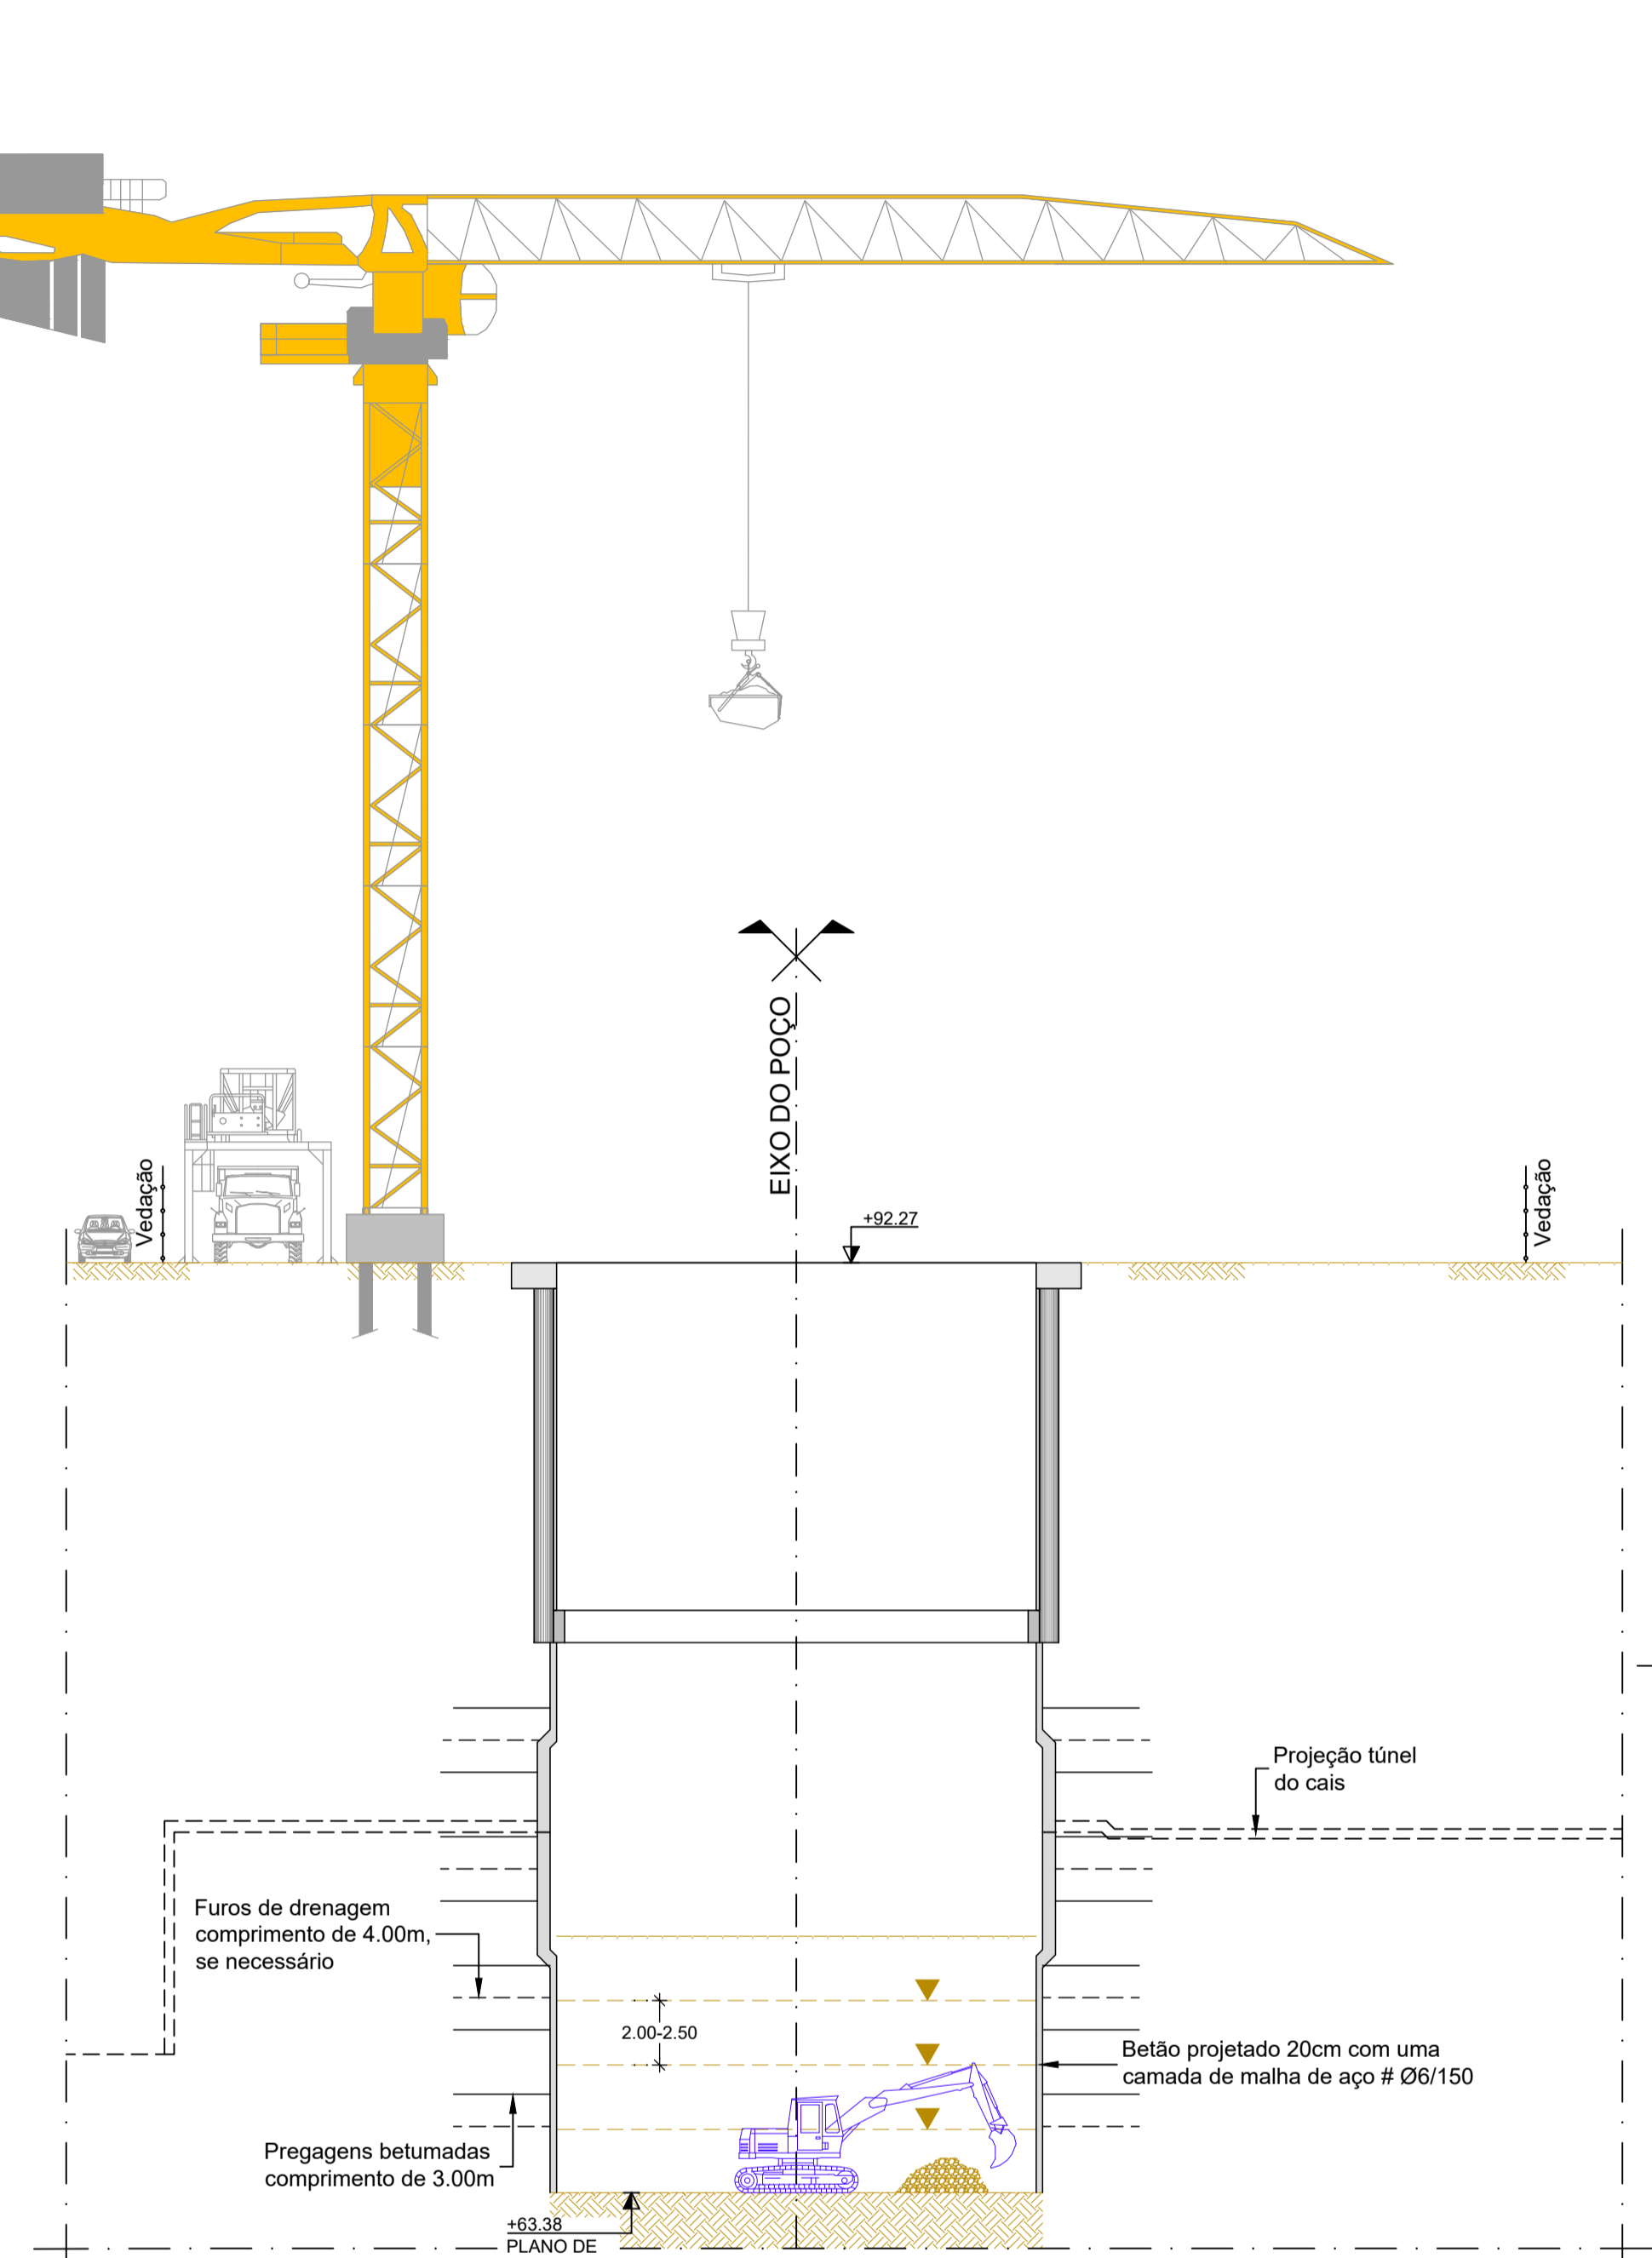 EIXO DO POÇO
Vedação
Vedação
+92.27
Projeção túnel
do cais
Furos de drenagem
comprimento de 4.00m,
se necessário
2.00-2.50
Betão projetado 20cm com uma
camada de malha de aço # Ø6/150
Pregagens betumadas
comprimento de 3.00m
+63.38
PLANO DE